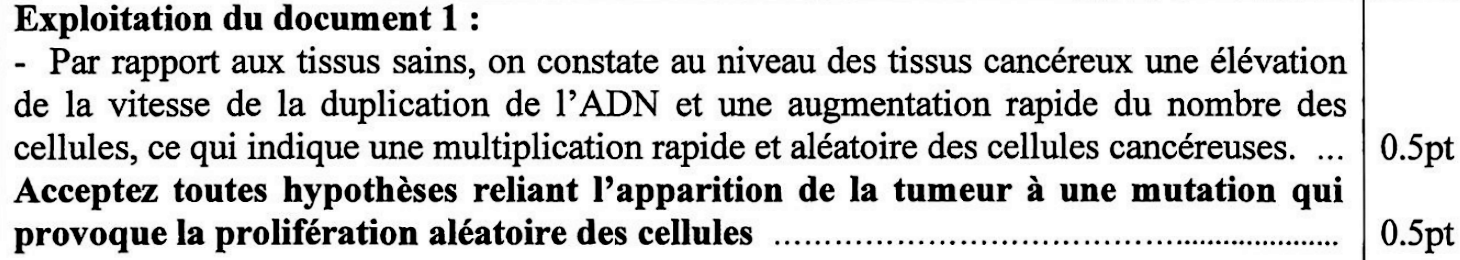 Exploitation du document 1 :
- Par rapport aux tissus sains, on constate au niveau des tissus cancéreux une élévation
de la vitesse de la duplication de l’ADN et une augmentation rapide du nombre des
cellules, ce qui indique une multiplication rapide et aléatoire des cellules cancéreuses. ... 0.5pt
Acceptez toutes hypothèses reliant l’apparition de la tumeur à une mutation qui
provoque la prolifération aléatoire des cellules ................................................................ 0.5pt